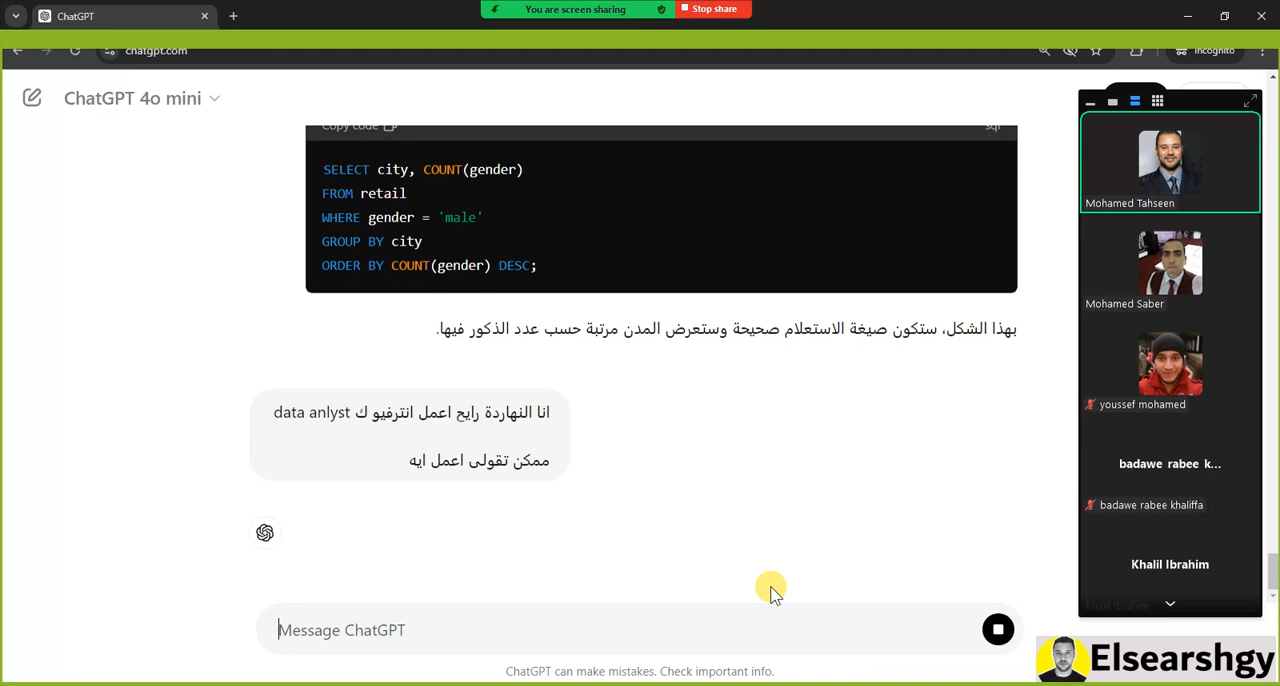 ChatGPT
You are screen sharing
Stop share
chatgpt.com
Incognito
ChatGPT 4o mini
Copy code
sql
SELECT city, COUNT(gender)
FROM retail
WHERE gender = 'male'
GROUP BY city
ORDER BY COUNT(gender) DESC;
بهذا الشكل، ستكون صيغة الاستعلام صحيحة وستعرض المدن مرتبة حسب عدد الذكور فيها.
انا النهاردة رايح اعمل انترفيو ك data anlyst
ممكن تقولى اعمل ايه
Message ChatGPT
ChatGPT can make mistakes. Check important info.
Mohamed Tahseen
Mohamed Saber
youssef mohamed
badawe rabee k...
badawe rabee khaliffa
Khalil Ibrahim
Khalil Ibrahim
Elsearshgy